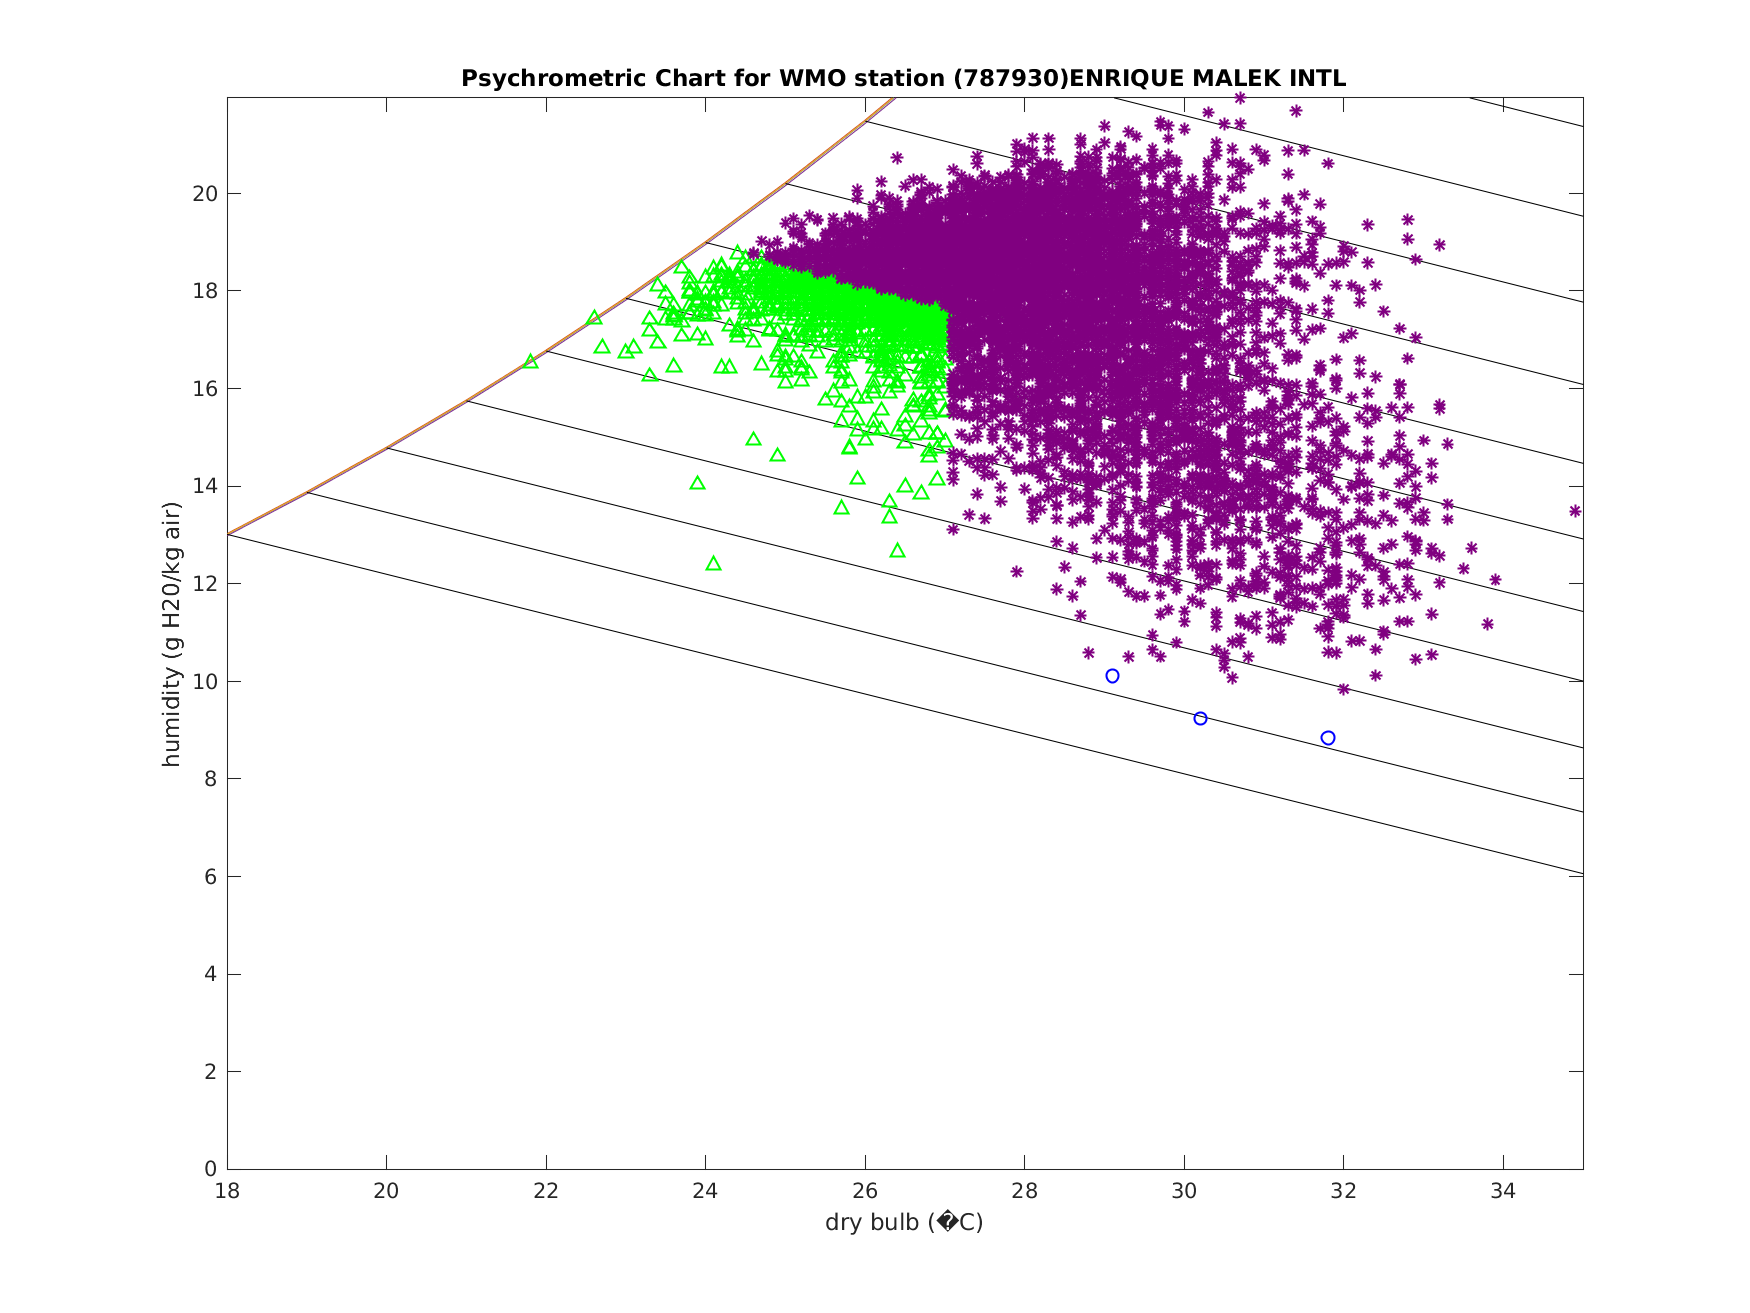 Psychrometric Chart for WMO station (787930)ENRIQUE MALEK INTL
20
18
16
14
12
10
8
6
4
2
0
humidity (g H20/kg air)
18 20 22 24 26 28 30 32 34
dry bulb (�C)